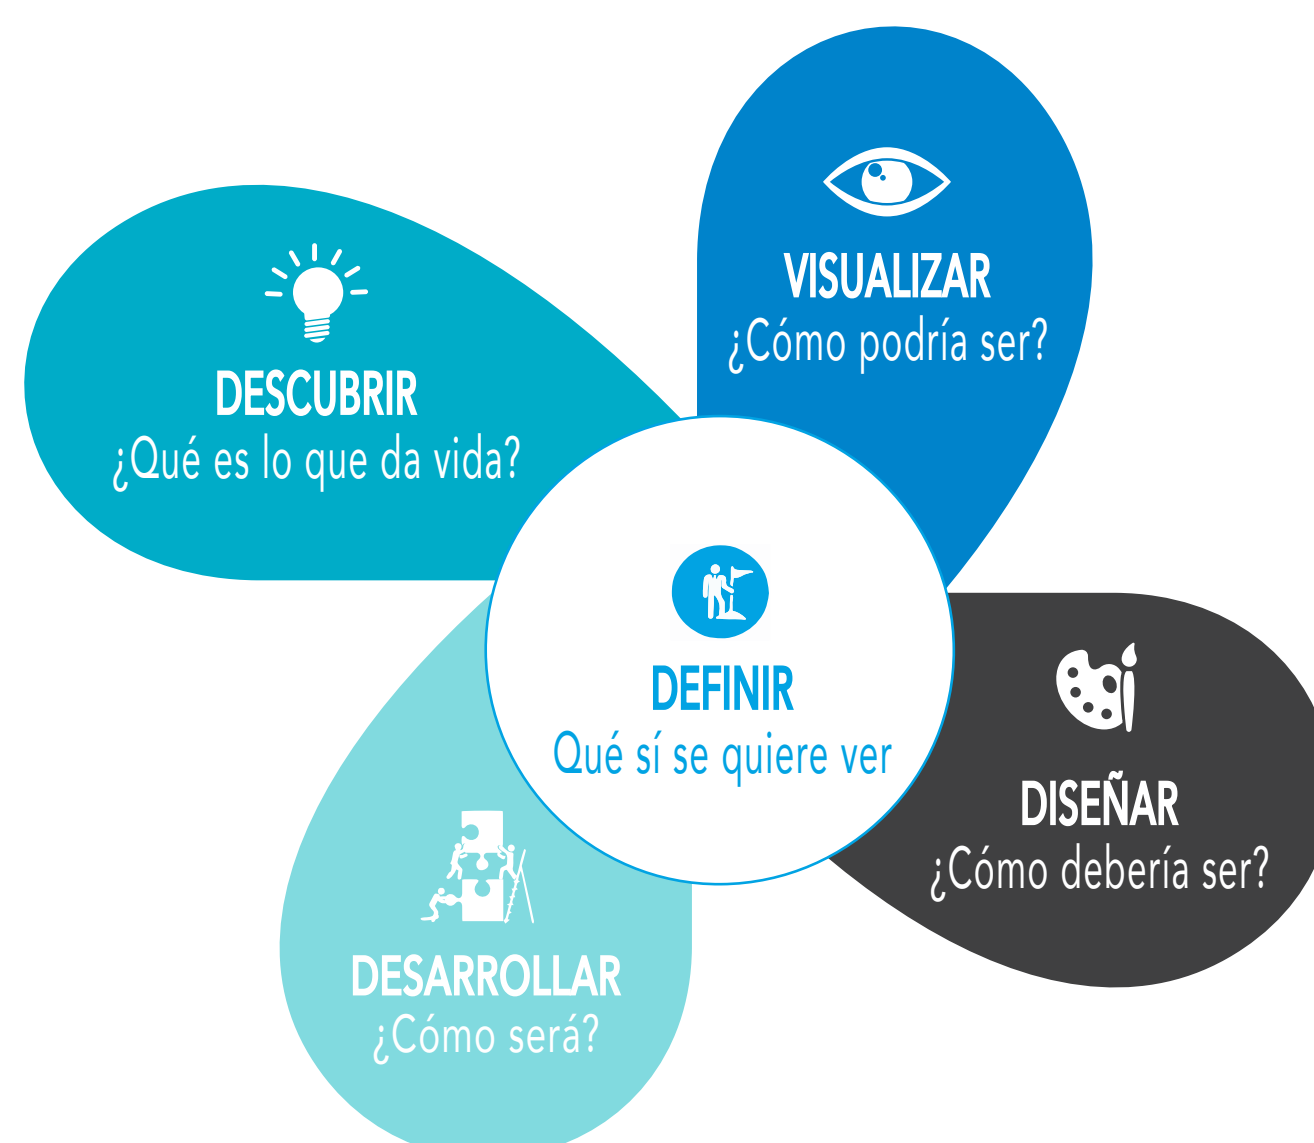 VISUALIZAR
¿Cómo podría ser?
DESCUBRIR
¿Qué es lo que da vida?
DEFINIR
Qué sí se quiere ver
DISEÑAR
¿Cómo debería ser?
DESARROLLAR
¿Cómo será?